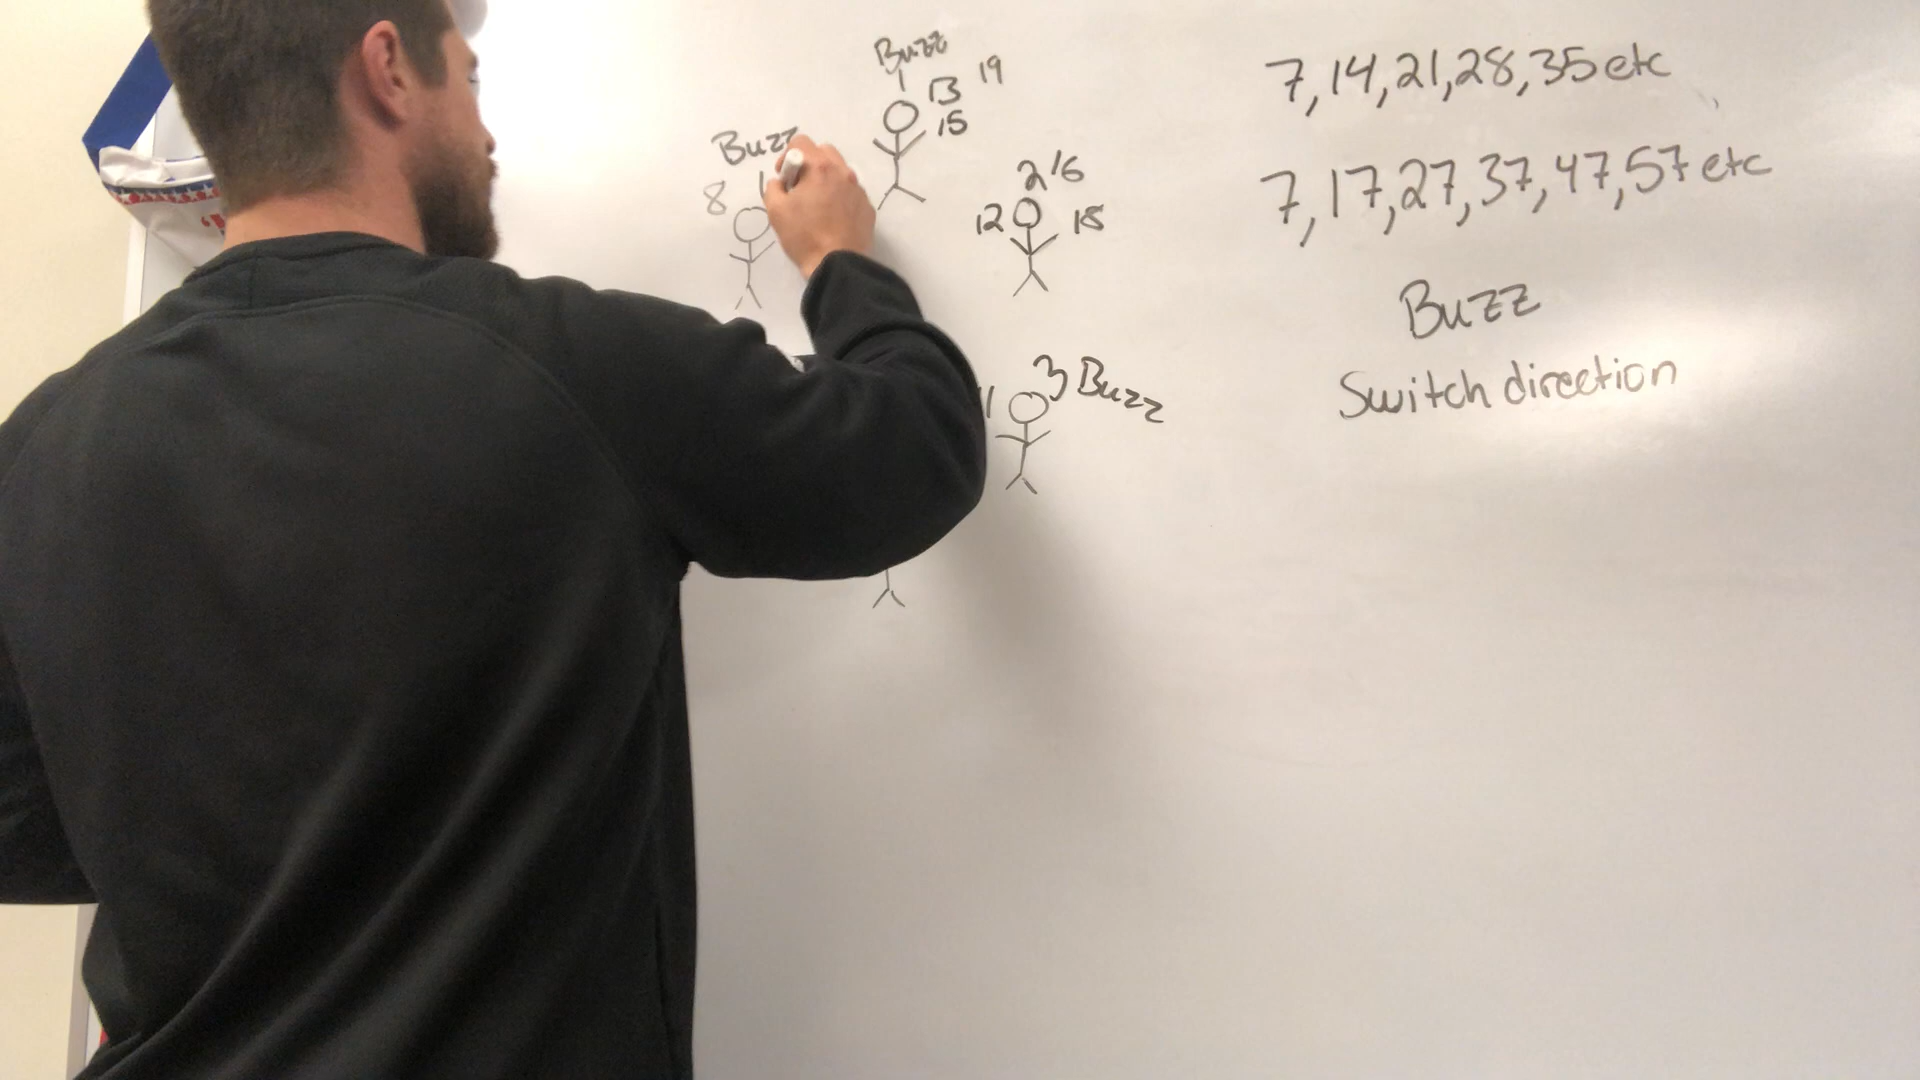 Buzz
1
13
19
15
Buzz
8
2 16
12
18
3 Buzz
7,14,21,28,35 etc
7,17,27,37,47,57 etc
Buzz
Switch direction